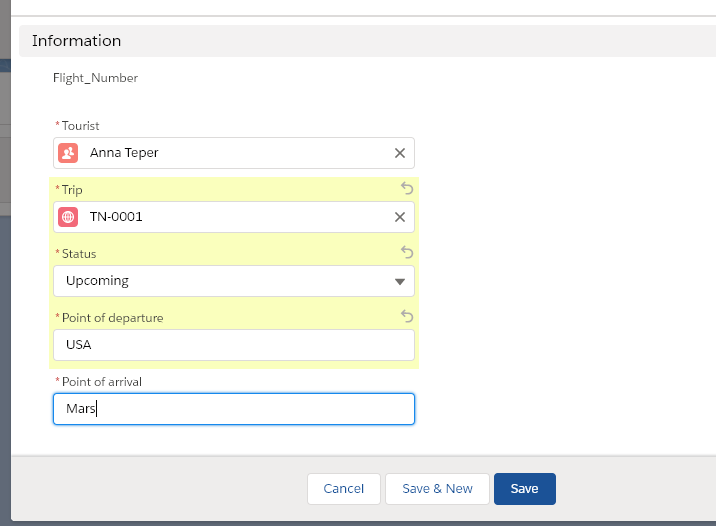 Information
Flight_Number
* Tourist
Anna Teper
* Trip
TN-0001
* Status
Upcoming
* Point of departure
USA
* Point of arrival
Mars
Cancel Save & New Save